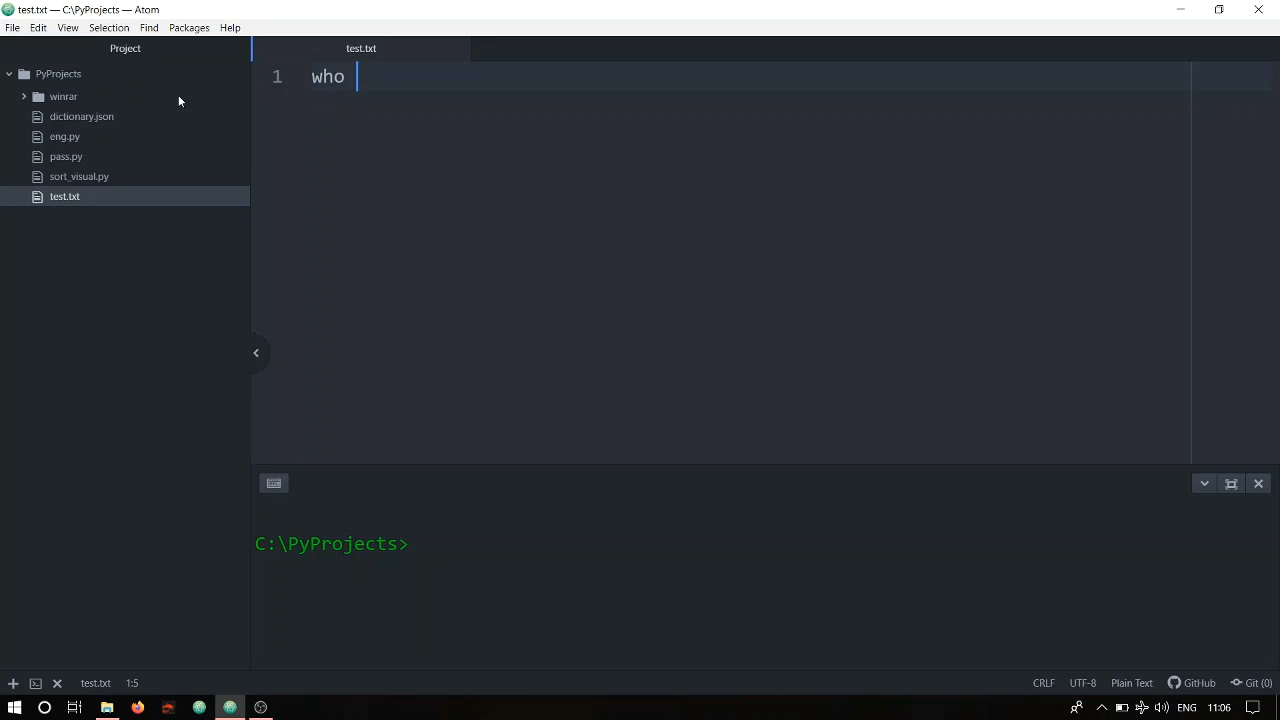 test.txt — C:\PyProjects — Atom
File Edit View Selection Find Packages Help
Project
test.txt
PyProjects
winrar
dictionary.json
eng.py
pass.py
sort_visual.py
test.txt
1 who
C:\PyProjects>
test.txt 1:5
CRLF UTF-8 Plain Text GitHub Git (0)
ENG 11:06